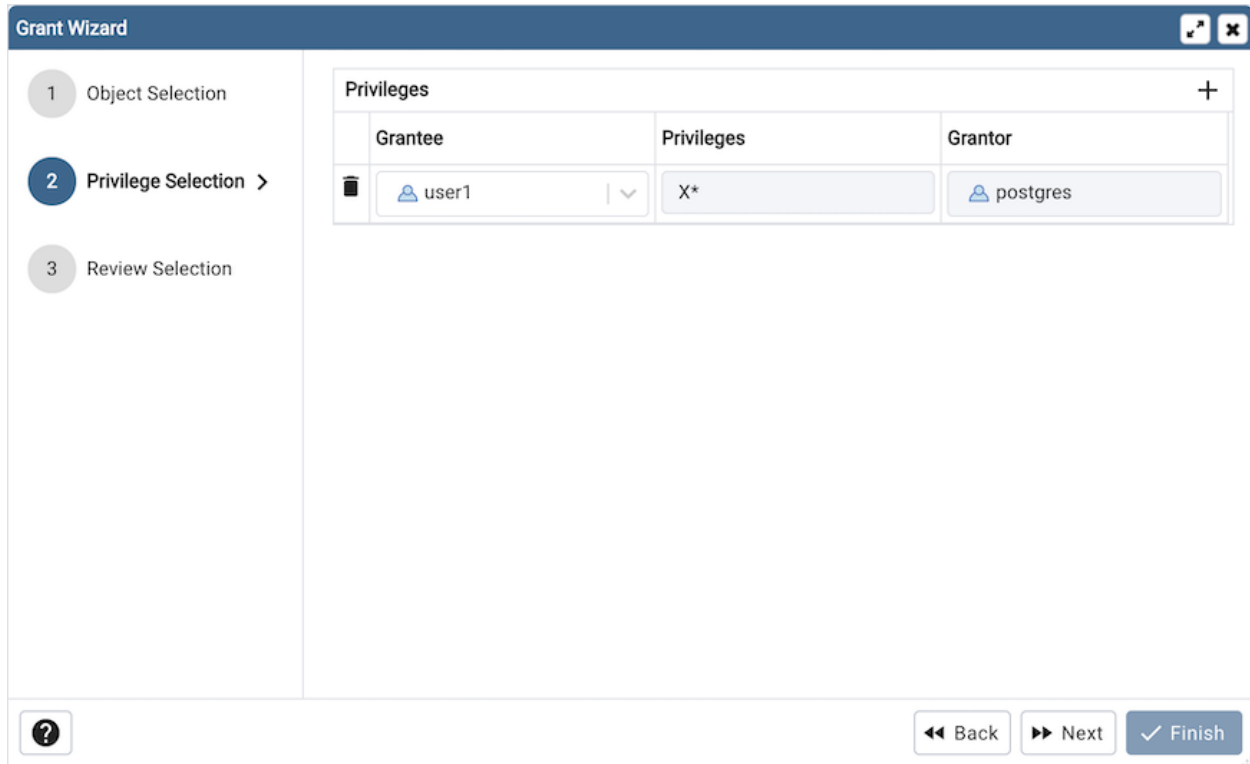 Grant Wizard
1 Object Selection
2 Privilege Selection
3 Review Selection
Privileges
Grantee Privileges Grantor
user1 X* postgres
? Back Next Finish